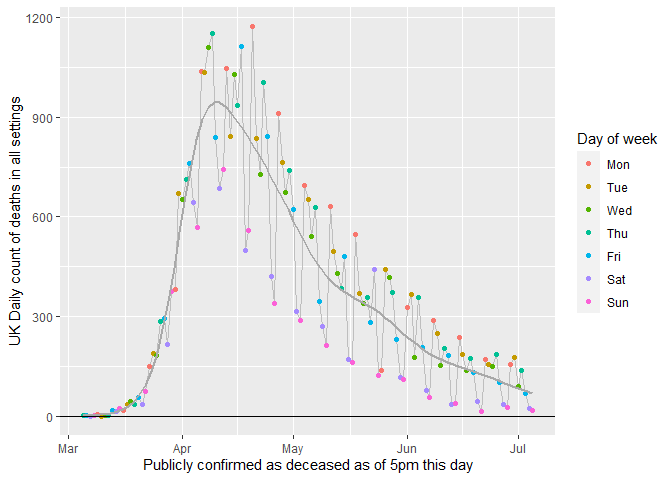 1200
900
600
300
0
UK Daily count of deaths in all settings
Mar Apr May Jun Jul
Publicly confirmed as deceased as of 5pm this day
Day of week
Mon
Tue
Wed
Thu
Fri
Sat
Sun